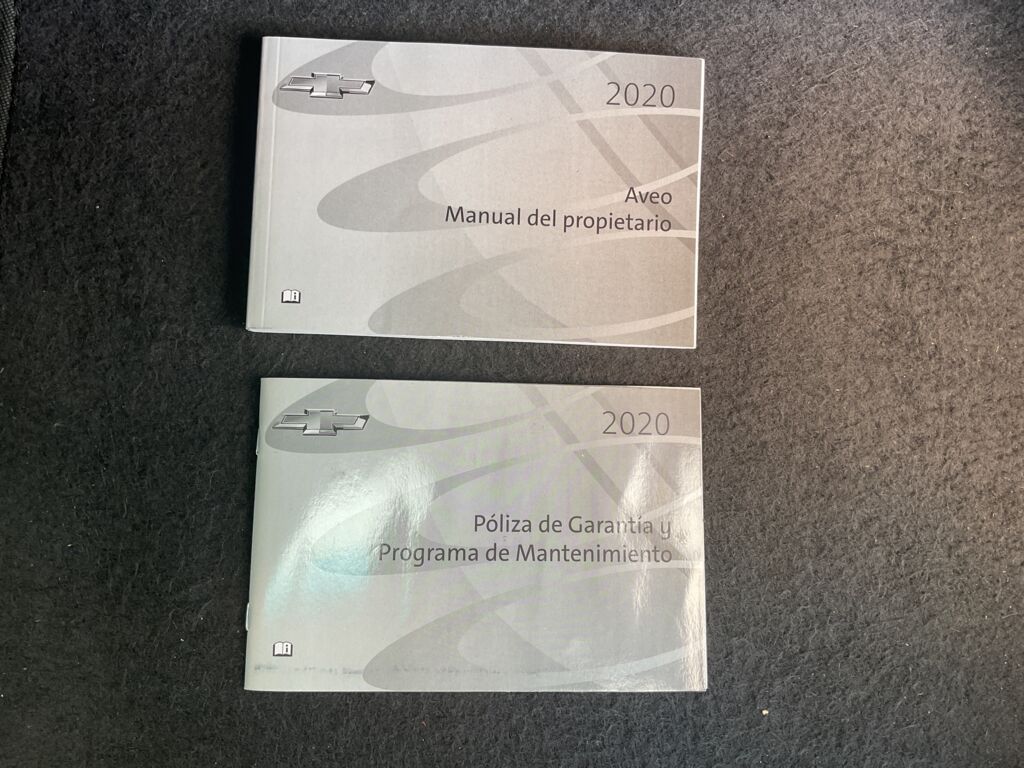 2020
Aveo
Manual del propietario
2020
Póliza de Garantía y
Programa de Mantenimiento